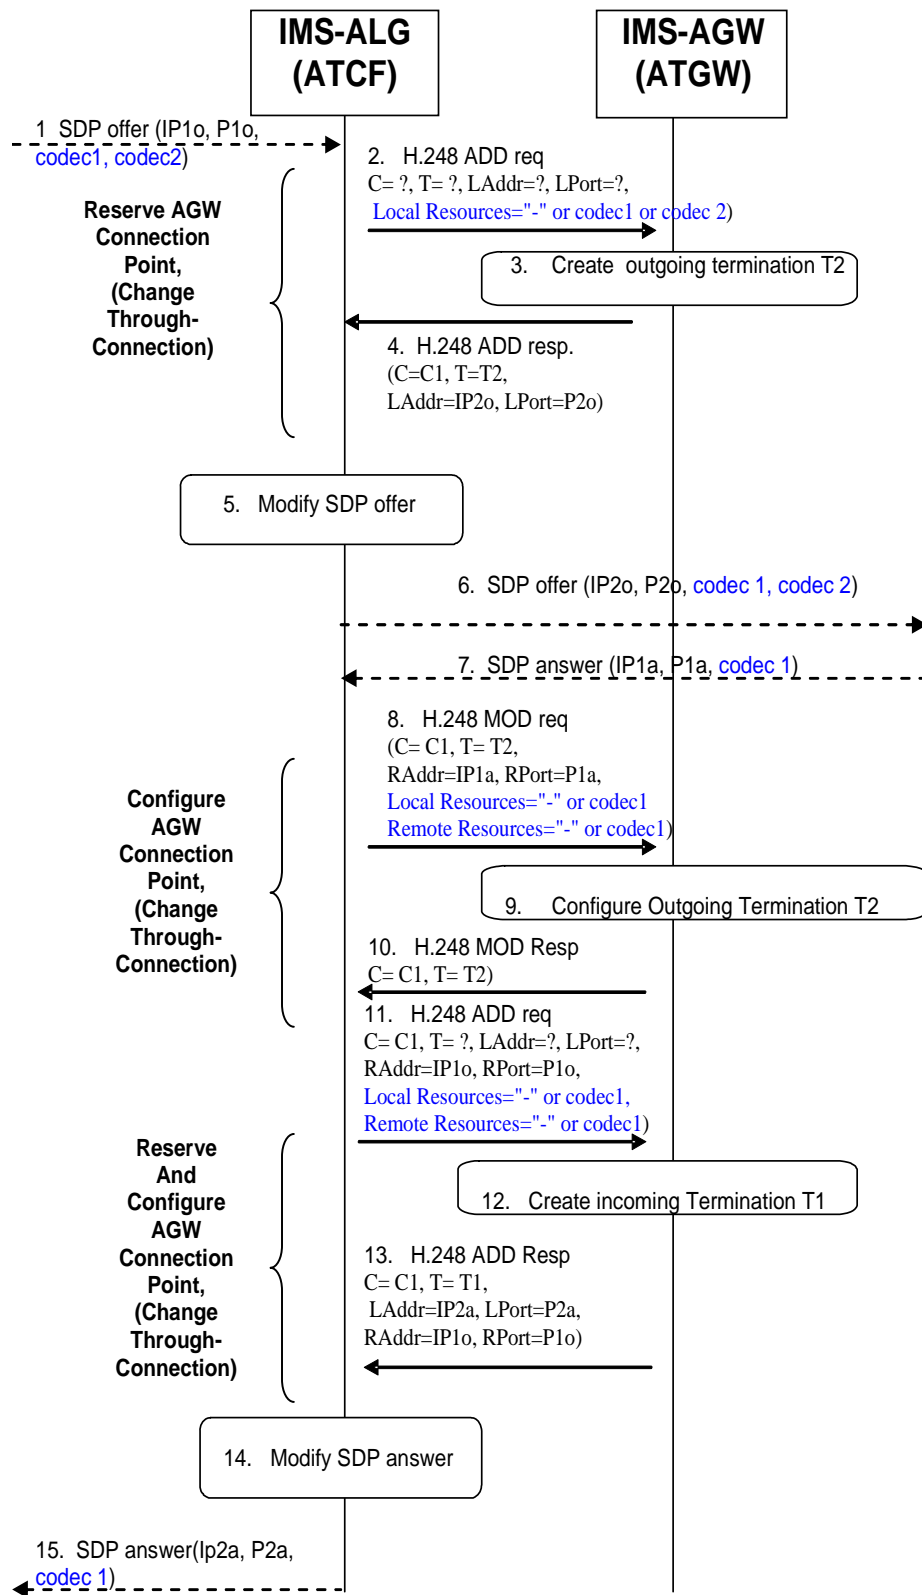 IMS-ALG
(ATCF)
IMS-AGW
(ATGW)
1 SDP offer (IP1o, P1o,
codec1, codec2)
2. H.248 ADD req
C= ?, T= ?, LAddr=?, LPort=?,
Local Resources="-" or codec1 or codec 2)
Reserve AGW
Connection
Point,
(Change
Through-
Connection)
3. Create outgoing termination T2
4. H.248 ADD resp.
(C=C1, T=T2,
LAddr=IP2o, LPort=P2o)
5. Modify SDP offer
6. SDP offer (IP2o, P2o, codec 1, codec 2)
7. SDP answer (IP1a, P1a, codec 1)
8. H.248 MOD req
(C= C1, T= T2,
RAddr=IP1a, RPort=P1a,
Local Resources="-" or codec1
Remote Resources="-" or codec1)
Configure
AGW
Connection
Point,
(Change
Through-
Connection)
9. Configure Outgoing Termination T2
10. H.248 MOD Resp
C= C1, T= T2)
11. H.248 ADD req
C= C1, T= ?, LAddr=?, LPort=?,
RAddr=IP1o, RPort=P1o,
Local Resources="-" or codec1,
Remote Resources="-" or codec1)
Reserve
And
Configure
AGW
Connection
Point,
(Change
Through-
Connection)
12. Create incoming Termination T1
13. H.248 ADD Resp
C= C1, T= T1,
LAddr=IP2a, LPort=P2a,
RAddr=IP1o, RPort=P1o)
14. Modify SDP answer
15. SDP answer(Ip2a, P2a,
codec 1)